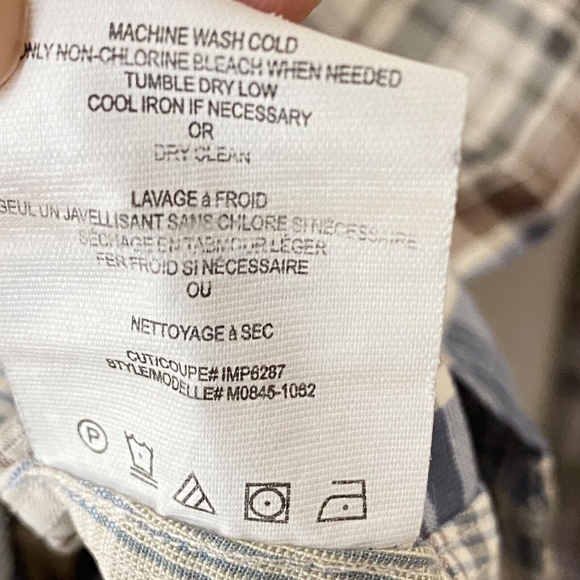 MACHINE WASH COLD
ONLY NON-CHLORINE BLEACH WHEN NEEDED
TUMBLE DRY LOW
COOL IRON IF NECESSARY
OR
DRY CLEAN
LAVAGE à FROID
SEUL UN JAVELLISANT SANS CHLORE SI NÉCESSAIRE
SÉCHAGE EN TABMOUR LÉGER
FER FROID SI NÉCESSAIRE
OU
NETTOYAGE à SEC
CUT/COUPE# IMP6287
STYLE/MODELLE# M0845-1062
P